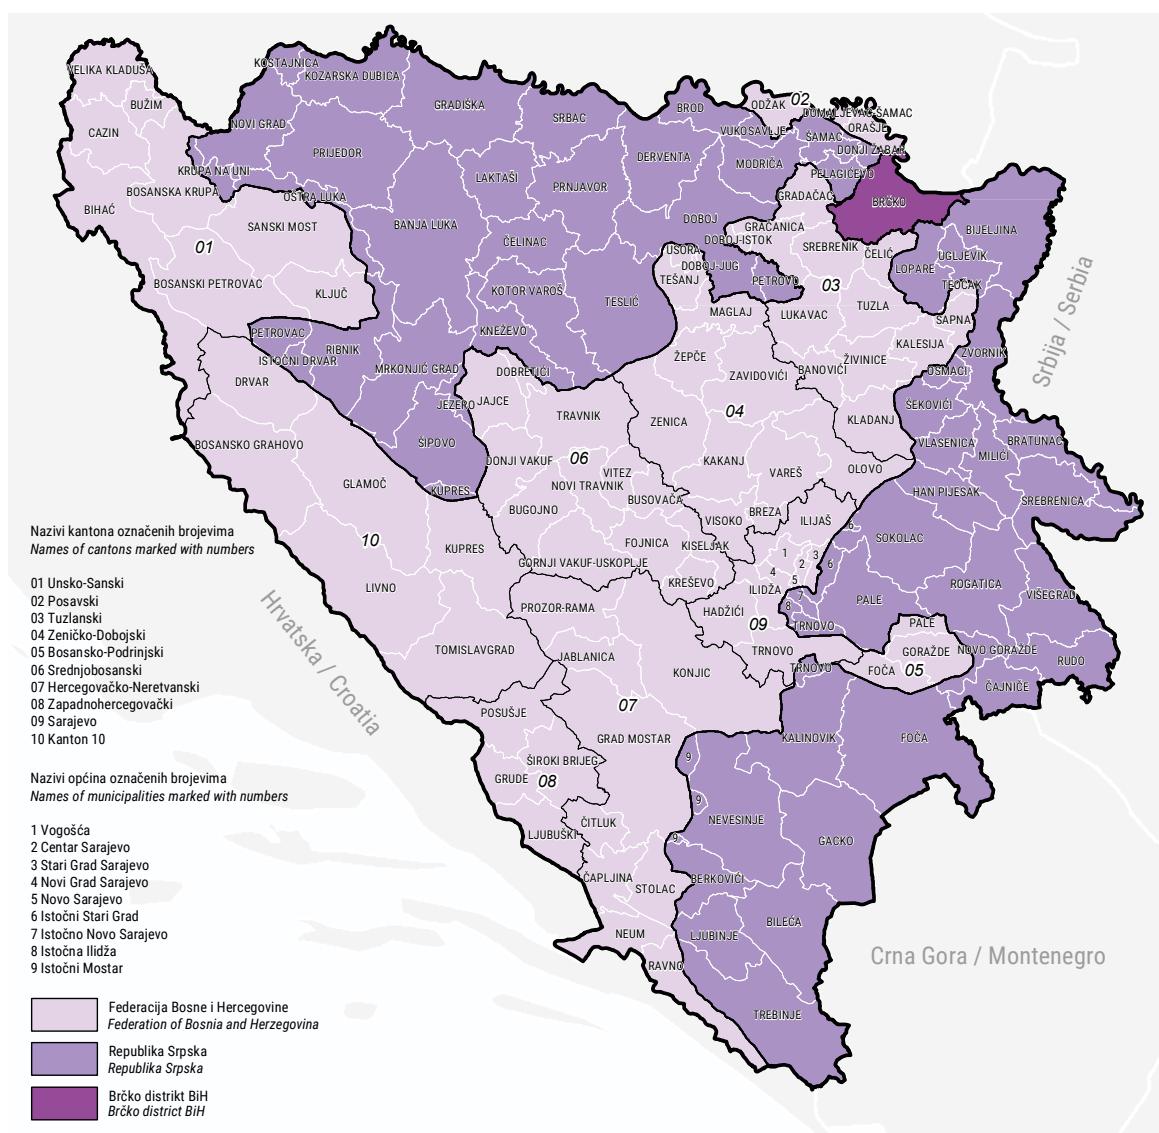 VELIKA KLADUŠA
BUŽIM
CAZIN
BIHAĆ
BOSANSKA KRUPA
KRUPA NA UNI
NOVI GRAD
KOSTAJNICA
KOZARSKA DUBICA
PRIJEDOR
OŠTRA LUKA
SANSKI MOST
01
BOSANSKI PETROVAC
KLJUČ
GRADIŠKA
SRBAC
LAKTAŠI
PRNJAVOR
BANJA LUKA
ČELINAC
KOTOR VAROŠ
KNEŽEVO
TESLIĆ
DERVENTA
BROD
ODŽAK
02
DOMALJEVAC-ŠAMAC
ORAŠJE
VUKOSAVLJE
ŠAMAC
DONJI ŽABAR
MODRIČA
PELAGIĆEVO
GRADAČAC
BRČKO
DOBOJ
GRAČANICA
DOBOJ-ISTOK
SREBRENIK
ČELIĆ
USORA
DOBOJ-JUG
TEŠANJ
PETROVO
03
LOPARE
UGLJEVIK
BIJELJINA
TEOČAK
MAGLAJ
LUKAVAC
TUZLA
SAPNA
KALESIJA
ZVORNIK
ŽIVINICE
BANOVIĆI
OSMACI
ŽEPČE
ZAVIDOVIĆI
PETROVAC
ISTOČNI DRVAR
RIBNIK
MRKONJIĆ GRAD
DRVAR
JEZERO
JAJCE
DOBRETIĆI
ŠIPOVO
KUPRES
TRAVNIK
ZENICA
04
KLADANJ
ŠEKOVIĆI
VLASENICA
MILIĆI
BRATUNAC
SREBRENICA
HAN PIJESAK
BOSANSKO GRAHOVO
GLAMOČ
DONJI VAKUF
06
VITEZ
NOVI TRAVNIK
BUSOVAČA
BUGOJNO
KAKANJ
VAREŠ
OLOVO
BREZA
VISOKO
ILIJAŠ
6
SOKOLAC
10
KUPRES
GORNJI VAKUF-USKOPLJE
FOJNICA
KISELJAK
KREŠEVO
1
2
3
4
5
6
ILIDŽA
7
8
HADŽIĆI
09
TRNOVO
TRNOVO
TRNOVO
PALE
ROGATICA
VIŠEGRAD
PALE
GORAŽDE
NOVO GORAŽDE
RUDO
FOČA
05
ČAJNIČE
LIVNO
TOMISLAVGRAD
PROZOR-RAMA
JABLANICA
KONJIC
07
POSUŠJE
GRAD MOSTAR
ŠIROKI BRIJEG
GRUDE
08
LJUBUŠKI
ČITLUK
ČAPLJINA
STOLAC
NEUM
RAVNO
KALINOVIK
FOČA
9
9
9
NEVESINJE
GACKO
BERKOVIĆI
BILEĆA
LJUBINJE
TREBINJE
Srbija / Serbia
Hrvatska / Croatia
Crna Gora / Montenegro
Nazivi kantona označenih brojevima
Names of cantons marked with numbers
01 Unsko-Sanski
02 Posavski
03 Tuzlanski
04 Zeničko-Dobojski
05 Bosansko-Podrinjski
06 Srednjobosanski
07 Hercegovačko-Neretvanski
08 Zapadnohercegovački
09 Sarajevo
10 Kanton 10
Nazivi općina označenih brojevima
Names of municipalities marked with numbers
1 Vogošća
2 Centar Sarajevo
3 Stari Grad Sarajevo
4 Novi Grad Sarajevo
5 Novo Sarajevo
6 Istočni Stari Grad
7 Istočno Novo Sarajevo
8 Istočna Ilidža
9 Istočni Mostar
Federacija Bosne i Hercegovine
Federation of Bosnia and Herzegovina
Republika Srpska
Republika Srpska
Brčko distrikt BiH
Brčko district BiH